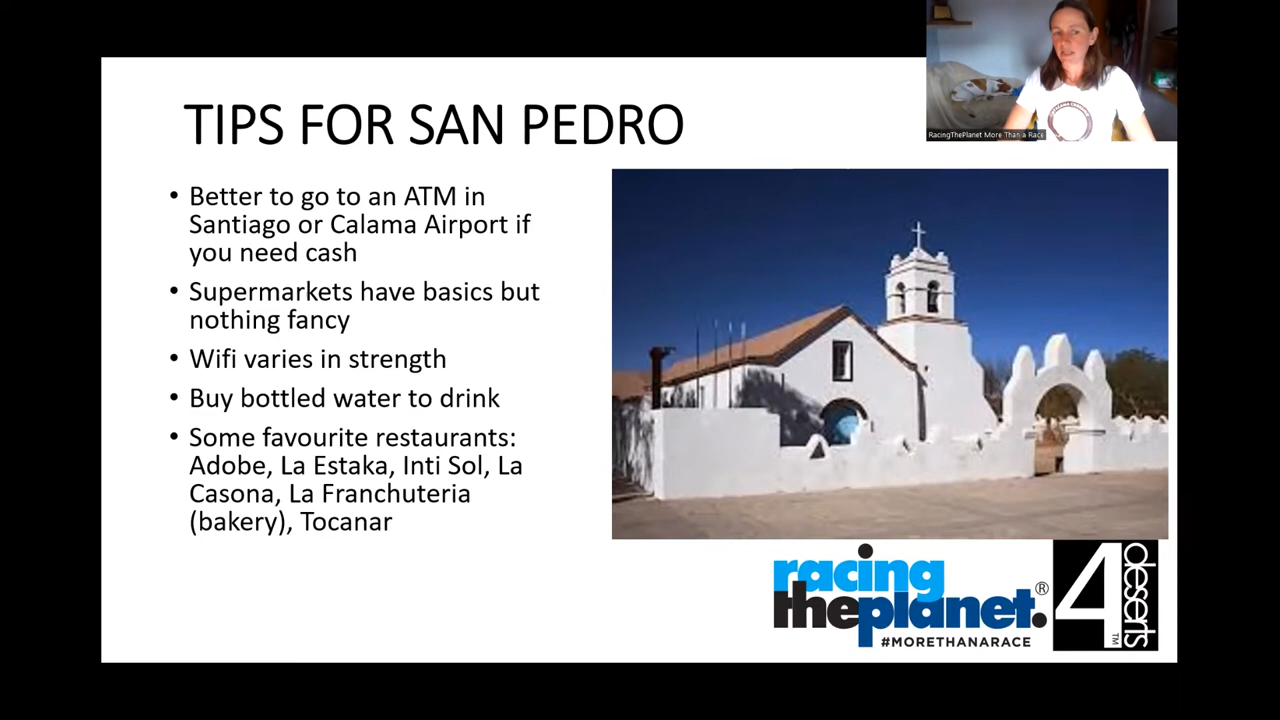 TIPS FOR SAN PEDRO
RacingThePlanet More Than a Race
• Better to go to an ATM in
Santiago or Calama Airport if
you need cash
• Supermarkets have basics but
nothing fancy
• Wifi varies in strength
• Buy bottled water to drink
• Some favourite restaurants:
Adobe, La Estaka, Inti Sol, La
Casona, La Franchuteria
(bakery), Tocanar
racing
theplanet.®
#MORETHANARACE
4
deserts
TM